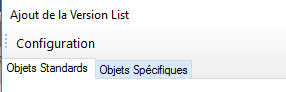 Ajout de la Version List
Configuration
Objets Standards Objets Spécifiques